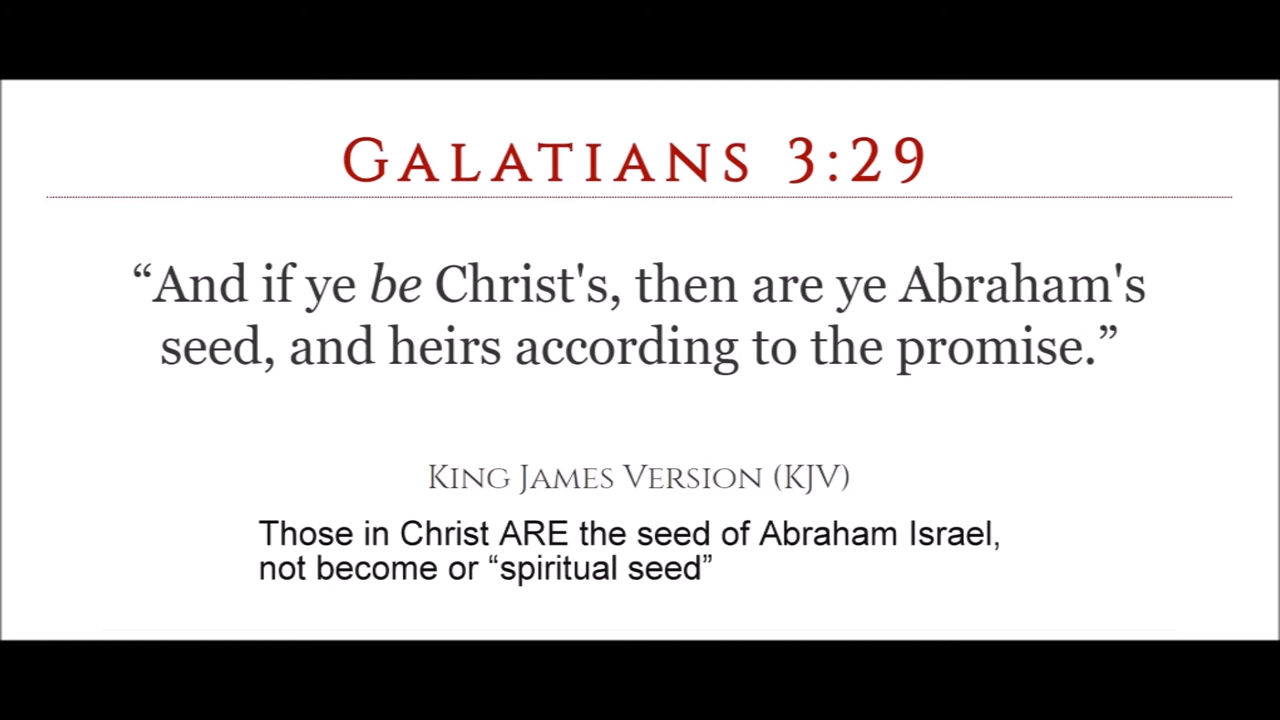 GALATIANS 3:29
“And if ye be Christ's, then are ye Abraham's
seed, and heirs according to the promise.”
KING JAMES VERSION (KJV)
Those in Christ ARE the seed of Abraham Israel,
not become or “spiritual seed”